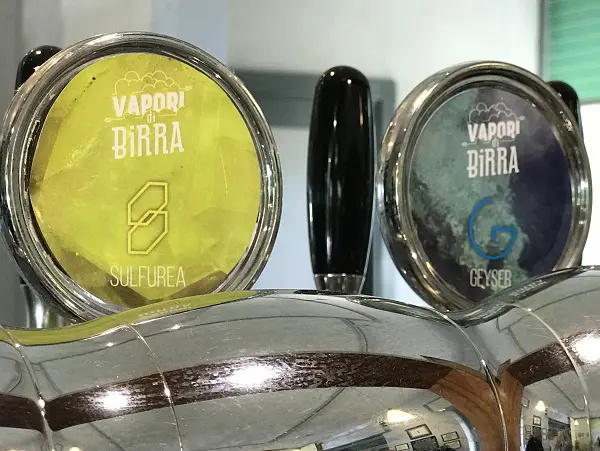 VAPORI
di
BIRRA
S
SULFUREA
VAPORI
di
BIRRA
G
GEYSER